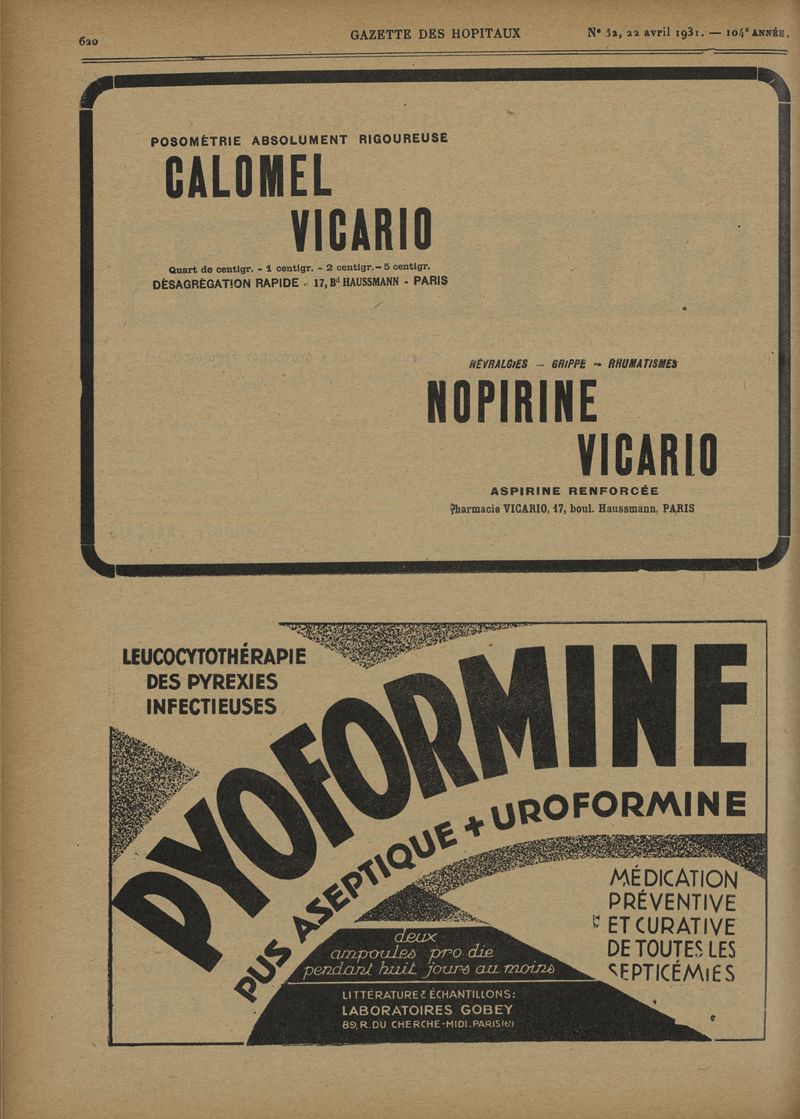 620
GAZETTE DES HOPITAUX
N° 32, 22 avril 1931. — 104e ANNÉE.
POSOMÉTRIE ABSOLUMENT RIGOUREUSE
CALOMEL
VICARIO
Quart de centigr. - 1 centigr. - 2 centigr. - 5 centigr.
DÉSAGRÉGATION RAPIDE - 17, Bd HAUSSMANN - PARIS
NÉVRALGIES - GRIPPE - RHUMATISMES
NOPIRINE
VICARIO
ASPIRINE RENFORCÉE
Pharmacie VICARIO, 17, boul. Haussmann, PARIS
LEUCOCYTOTHÉRAPIE
DES PYREXIES
INFECTIEUSES
PYOFORMINE
PUS ASEPTIQUE + UROFORMINE
MÉDICATION
PRÉVENTIVE
ET CURATIVE
DE TOUTES LES
SEPTICÉMIES
deux
ampoules pro die
pendant huit jours au moins
LITTÉRATURE & ÉCHANTILLONS:
LABORATOIRES GOBEY
89, R. DU CHERCHE-MIDI. PARIS (6e)